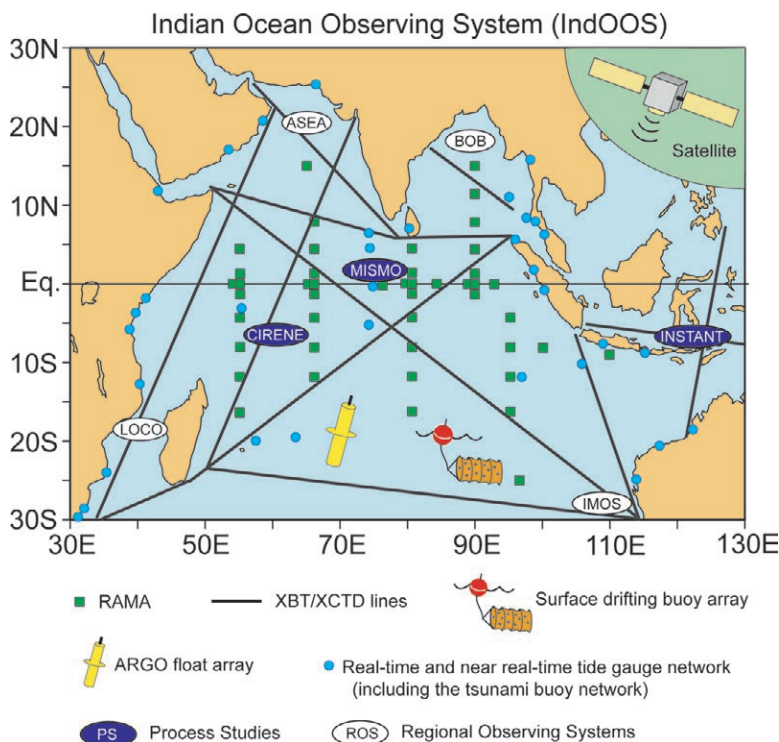 Indian Ocean Observing System (IndOOS)
30N
20N
10N
Eq.
10S
20S
30S
ASEA
BOB
Satellite
MISMO
CIRENE
INSTANT
LOCO
IMOS
30E 50E 70E 90E 110E 130E
RAMA XBT/XCTD lines Surface drifting buoy array
ARGO float array Real-time and near real-time tide gauge network
(including the tsunami buoy network)
PS Process Studies ROS Regional Observing Systems